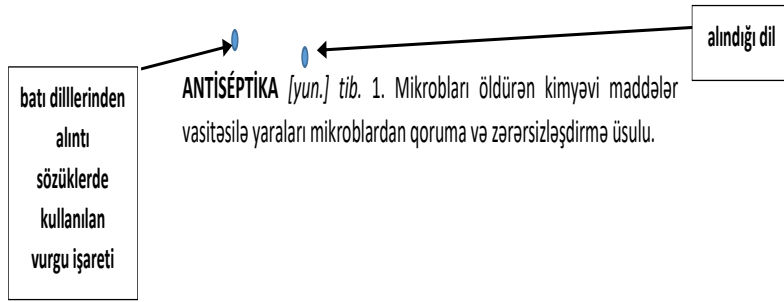 alındığı dil
batı dilllerinden
alıntı
sözüklerde
kullanılan
vurgu işareti
ANTİSÉPTİKA [yun.] tib. 1. Mikrobları öldürən kimyəvi maddələr
vasitəsilə yaraları mikroblardan qoruma və zərərsizləşdirmə üsulu.